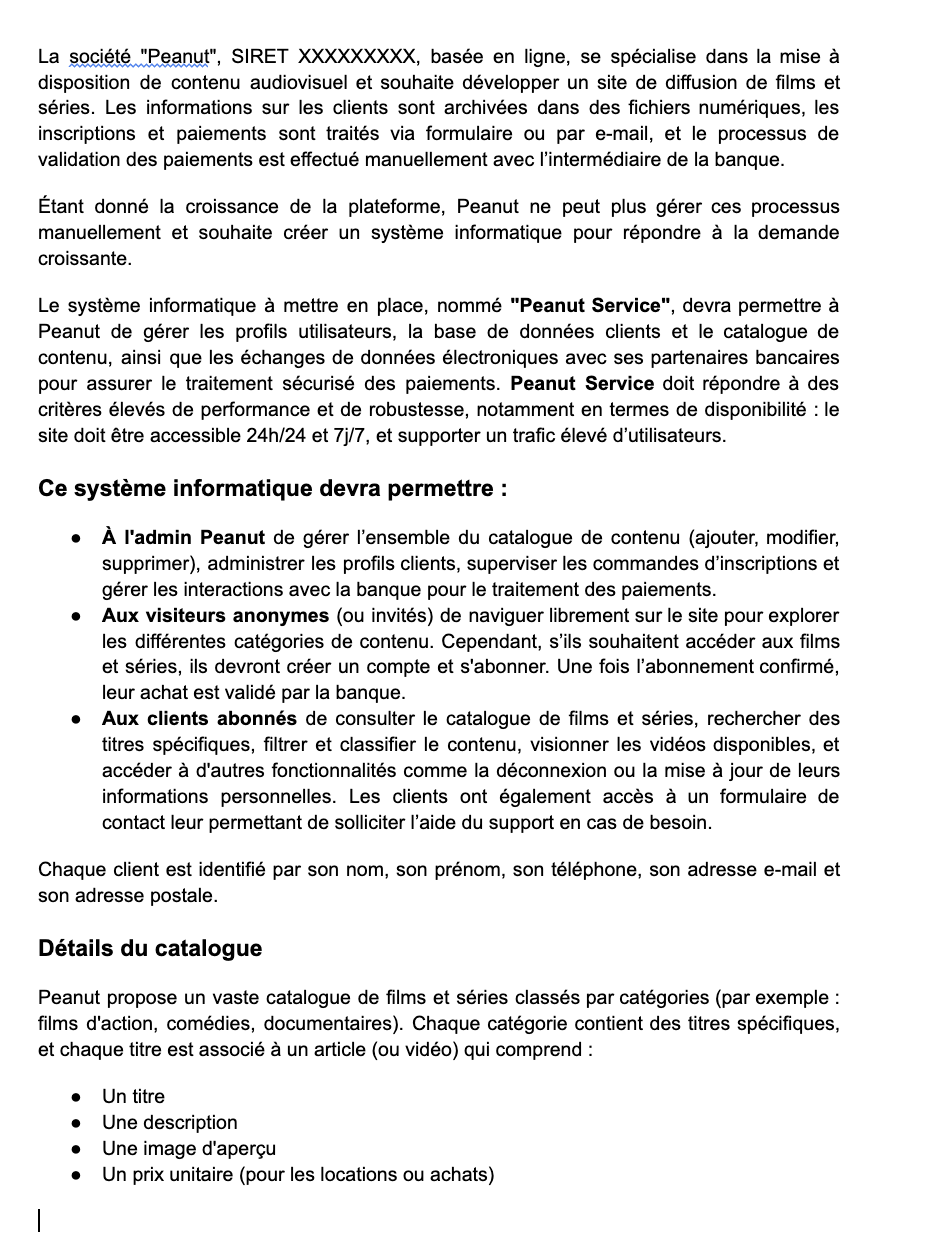 La société "Peanut", SIRET XXXXXXXXX, basée en ligne, se spécialise dans la mise à
disposition de contenu audiovisuel et souhaite développer un site de diffusion de films et
séries. Les informations sur les clients sont archivées dans des fichiers numériques, les
inscriptions et paiements sont traités via formulaire ou par e-mail, et le processus de
validation des paiements est effectué manuellement avec l’intermédiaire de la banque.
Étant donné la croissance de la plateforme, Peanut ne peut plus gérer ces processus
manuellement et souhaite créer un système informatique pour répondre à la demande
croissante.
Le système informatique à mettre en place, nommé "Peanut Service", devra permettre à
Peanut de gérer les profils utilisateurs, la base de données clients et le catalogue de
contenu, ainsi que les échanges de données électroniques avec ses partenaires bancaires
pour assurer le traitement sécurisé des paiements. Peanut Service doit répondre à des
critères élevés de performance et de robustesse, notamment en termes de disponibilité : le
site doit être accessible 24h/24 et 7j/7, et supporter un trafic élevé d’utilisateurs.
Ce système informatique devra permettre :
● À l'admin Peanut de gérer l’ensemble du catalogue de contenu (ajouter, modifier,
supprimer), administrer les profils clients, superviser les commandes d’inscriptions et
gérer les interactions avec la banque pour le traitement des paiements.
● Aux visiteurs anonymes (ou invités) de naviguer librement sur le site pour explorer
les différentes catégories de contenu. Cependant, s’ils souhaitent accéder aux films
et séries, ils devront créer un compte et s'abonner. Une fois l’abonnement confirmé,
leur achat est validé par la banque.
● Aux clients abonnés de consulter le catalogue de films et séries, rechercher des
titres spécifiques, filtrer et classifier le contenu, visionner les vidéos disponibles, et
accéder à d'autres fonctionnalités comme la déconnexion ou la mise à jour de leurs
informations personnelles. Les clients ont également accès à un formulaire de
contact leur permettant de solliciter l’aide du support en cas de besoin.
Chaque client est identifié par son nom, son prénom, son téléphone, son adresse e-mail et
son adresse postale.
Détails du catalogue
Peanut propose un vaste catalogue de films et séries classés par catégories (par exemple :
films d'action, comédies, documentaires). Chaque catégorie contient des titres spécifiques,
et chaque titre est associé à un article (ou vidéo) qui comprend :
● Un titre
● Une description
● Une image d'aperçu
● Un prix unitaire (pour les locations ou achats)